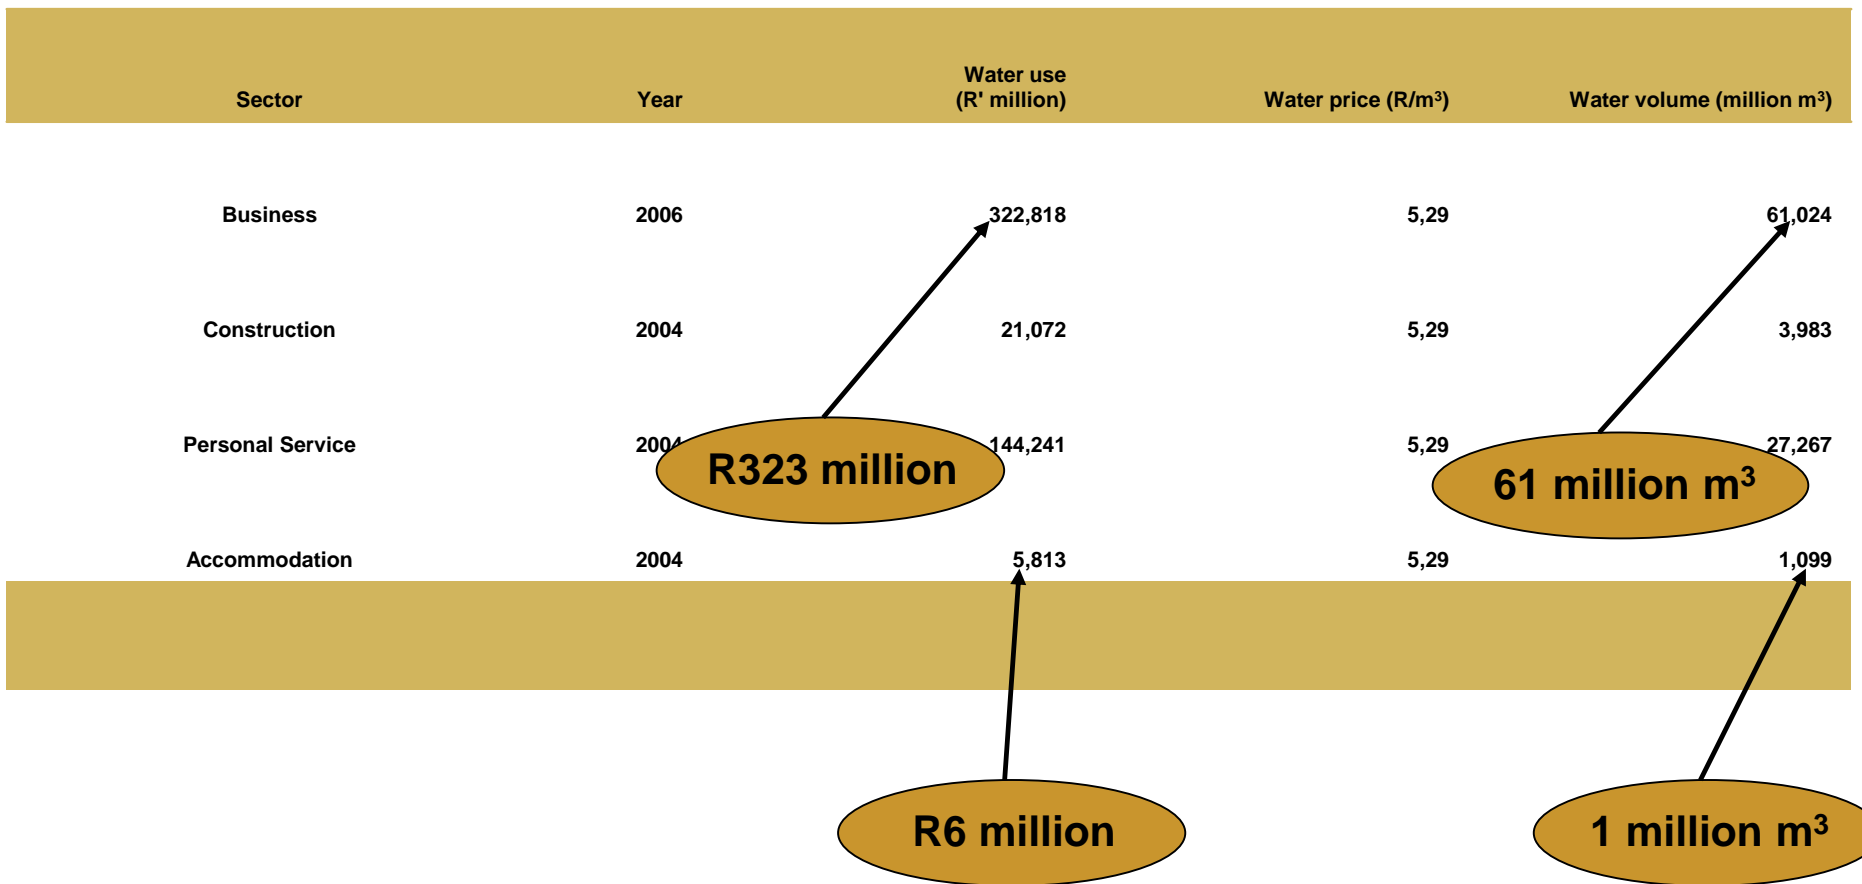 Sector Year Water use (R' million) Water price (R/m³) Water volume (million m³)
Business 2006 322,818 5,29 61,024
Construction 2004 21,072 5,29 3,983
Personal Service 2004 144,241 5,29 27,267
R323 million 61 million m³
Accommodation 2004 5,813 5,29 1,099
R6 million 1 million m³